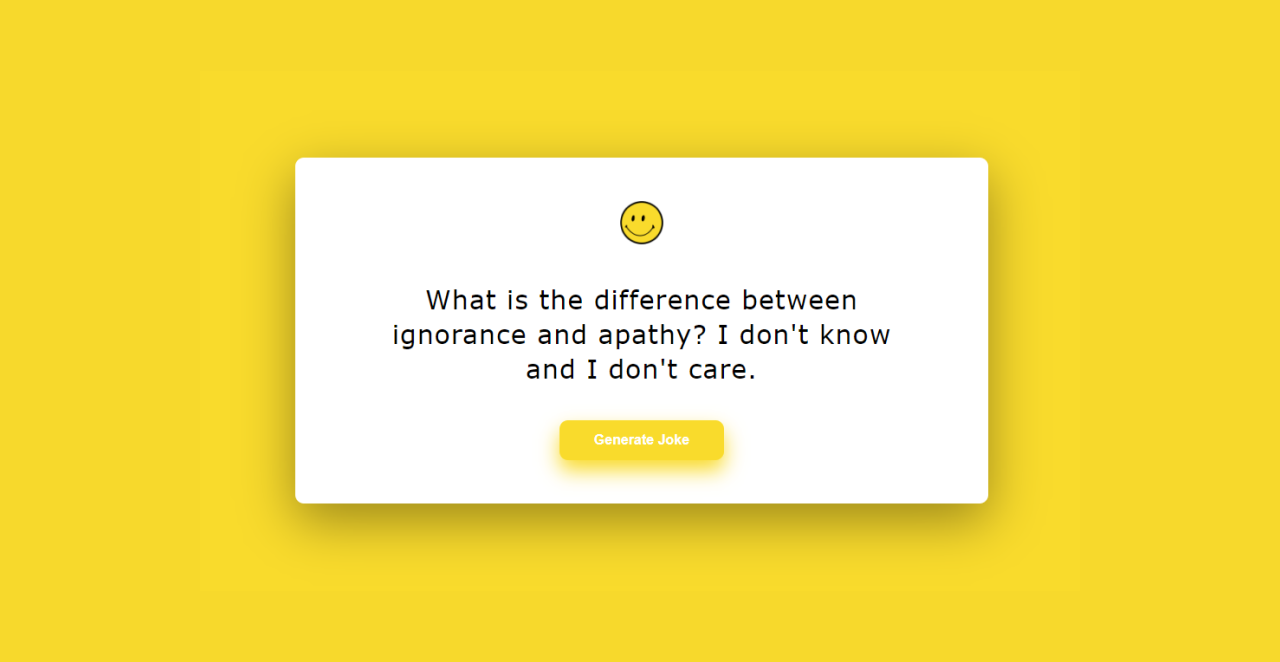 What is the difference between
ignorance and apathy? I don't know
and I don't care.
Generate Joke